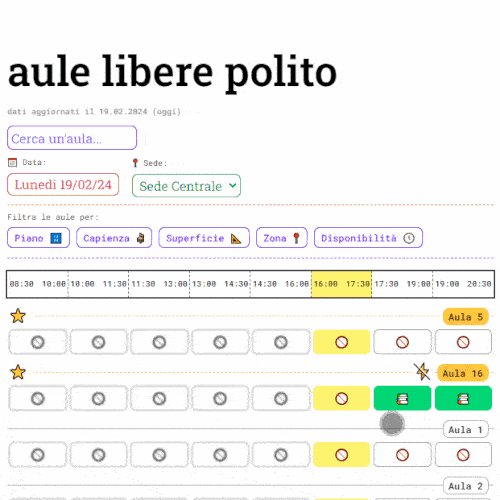 aule libere polito
dati aggiornati il 19.02.2024 (oggi)
Cerca un'aula...
Data: Sede:
Lunedì 19/02/24 Sede Centrale
Filtra le aule per:
Piano Capienza Superficie Zona Disponibilità
08:30 10:00 10:00 11:30 11:30 13:00 13:00 14:30 14:30 16:00 16:00 17:30 17:30 19:00 19:00 20:30
Aula 5
Aula 16
Aula 1
Aula 2